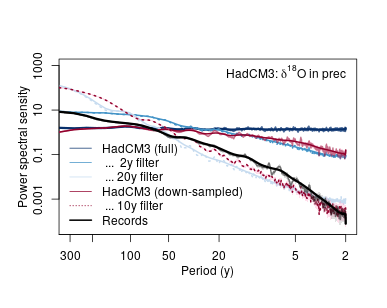 HadCM3: δ18O in prec
Power spectral sensity
1000
10
0.1
0.001
HadCM3 (full)
... 2y filter
... 20y filter
HadCM3 (down-sampled)
... 10y filter
Records
300 100 50 20 5 2
Period (y)